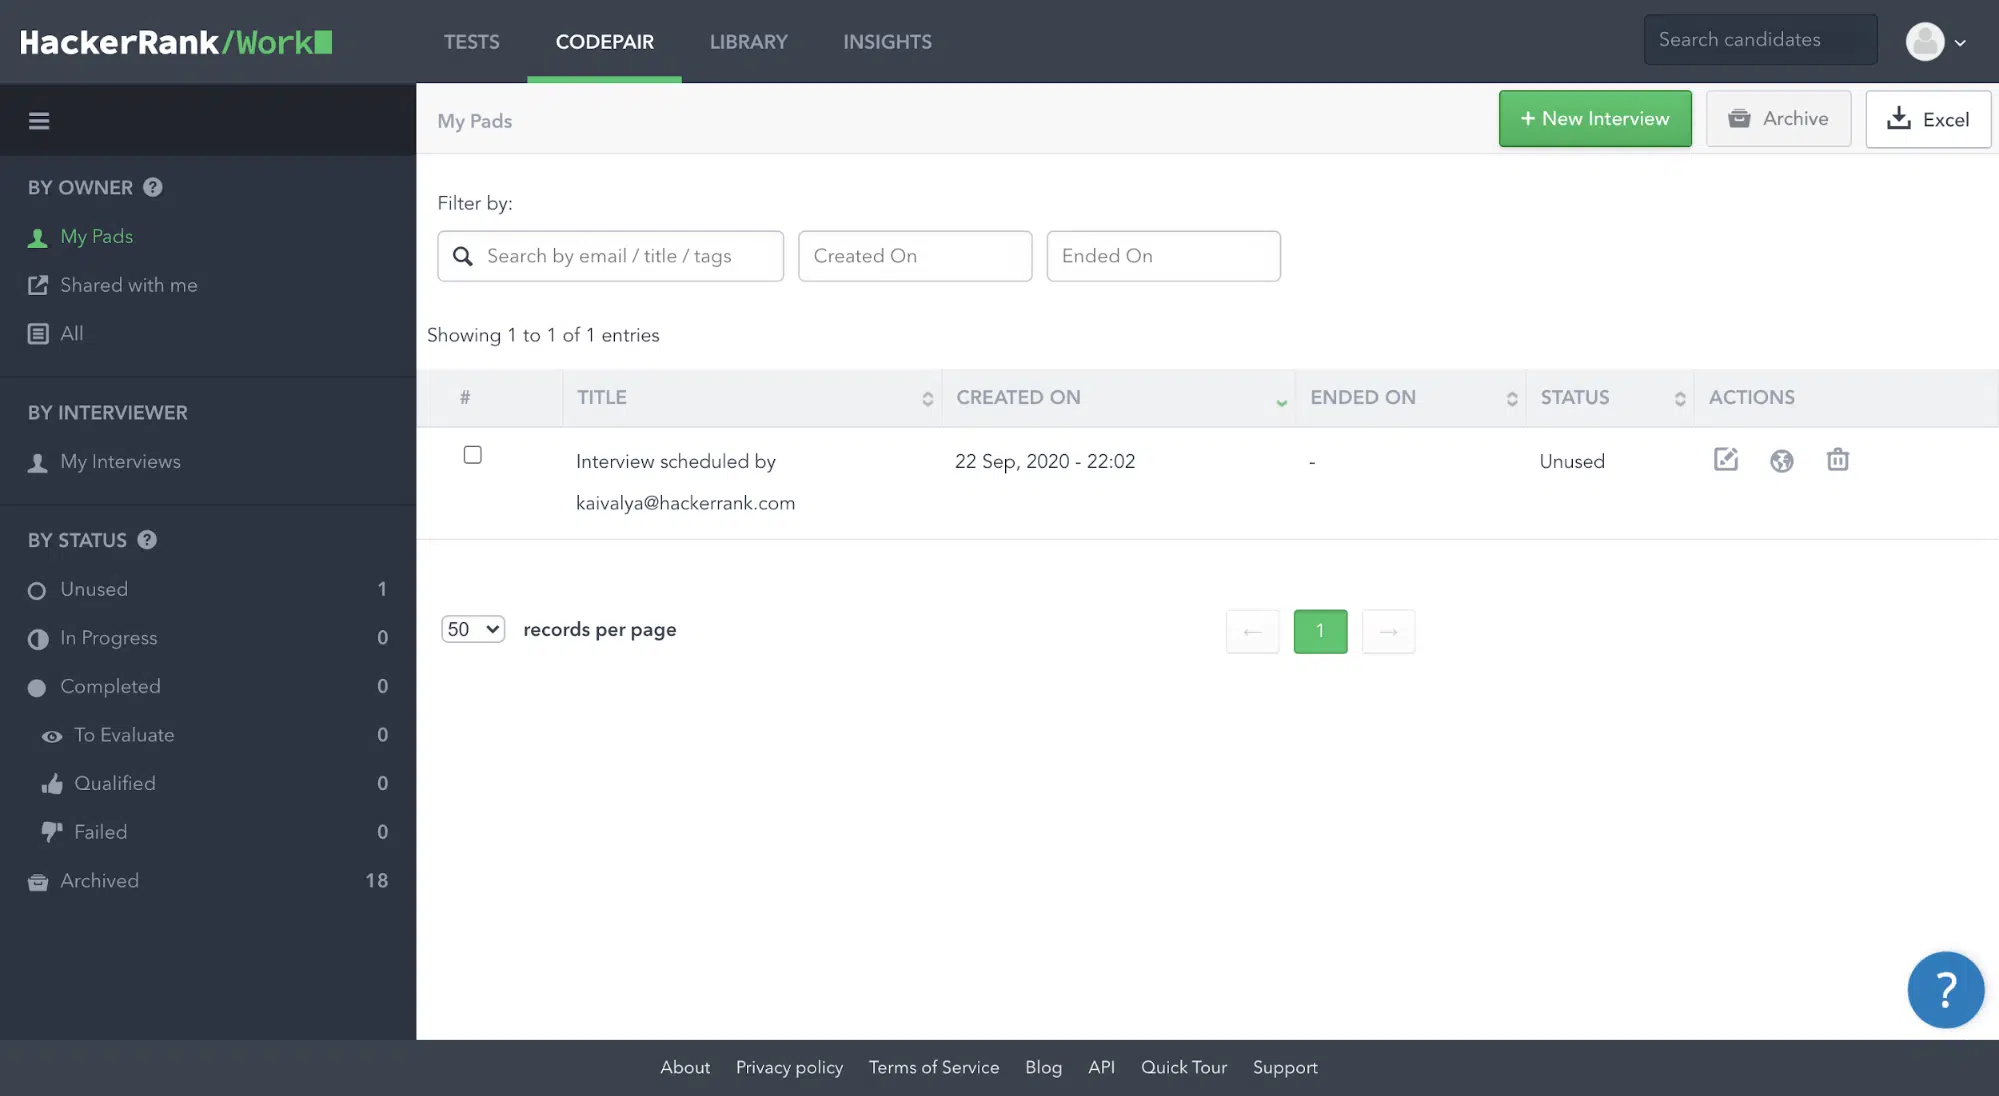 HackerRank/Work
TESTS CODEPAIR LIBRARY INSIGHTS
Search candidates
My Pads
+ New Interview Archive Excel
BY OWNER ?
My Pads
Shared with me
All
BY INTERVIEWER
My Interviews
BY STATUS ?
Unused 1
In Progress 0
Completed 0
To Evaluate 0
Qualified 0
Failed 0
Archived 18
Filter by:
Search by email / title / tags Created On Ended On
Showing 1 to 1 of 1 entries
# TITLE CREATED ON ENDED ON STATUS ACTIONS
Interview scheduled by 22 Sep, 2020 - 22:02 - Unused
kaivalya@hackerrank.com
50 records per page ← 1 →
?
About Privacy policy Terms of Service Blog API Quick Tour Support